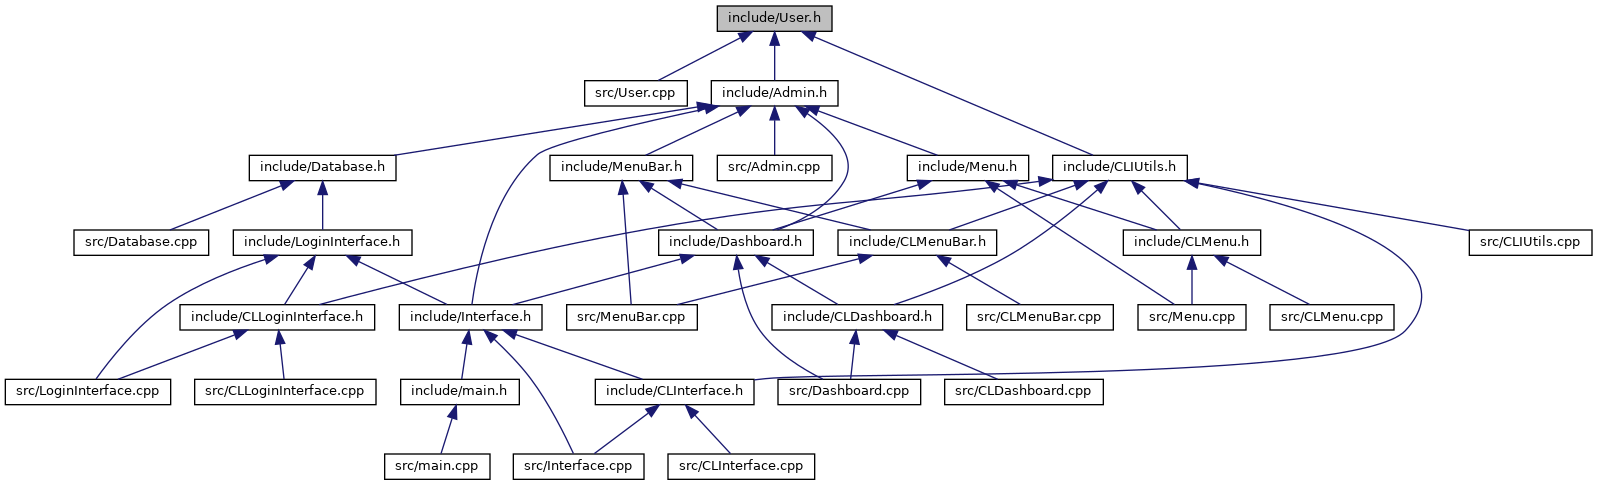 include/User.h
src/User.cpp
include/Admin.h
include/Database.h
include/MenuBar.h
src/Admin.cpp
include/Menu.h
include/CLIUtils.h
src/Database.cpp
include/LoginInterface.h
include/Dashboard.h
include/CLMenuBar.h
include/CLMenu.h
src/CLIUtils.cpp
include/CLLoginInterface.h
include/Interface.h
src/MenuBar.cpp
include/CLDashboard.h
src/CLMenuBar.cpp
src/Menu.cpp
src/CLMenu.cpp
src/LoginInterface.cpp
src/CLLoginInterface.cpp
include/main.h
include/CLInterface.h
src/Dashboard.cpp
src/CLDashboard.cpp
src/main.cpp
src/Interface.cpp
src/CLInterface.cpp